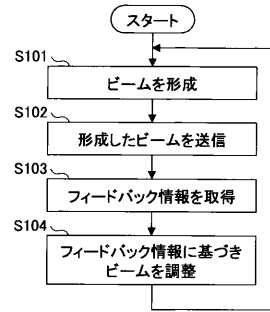 スタート
S101
ビームを形成
S102
形成したビームを送信
S103
フィードバック情報を取得
S104
フィードバック情報に基づき
ビームを調整